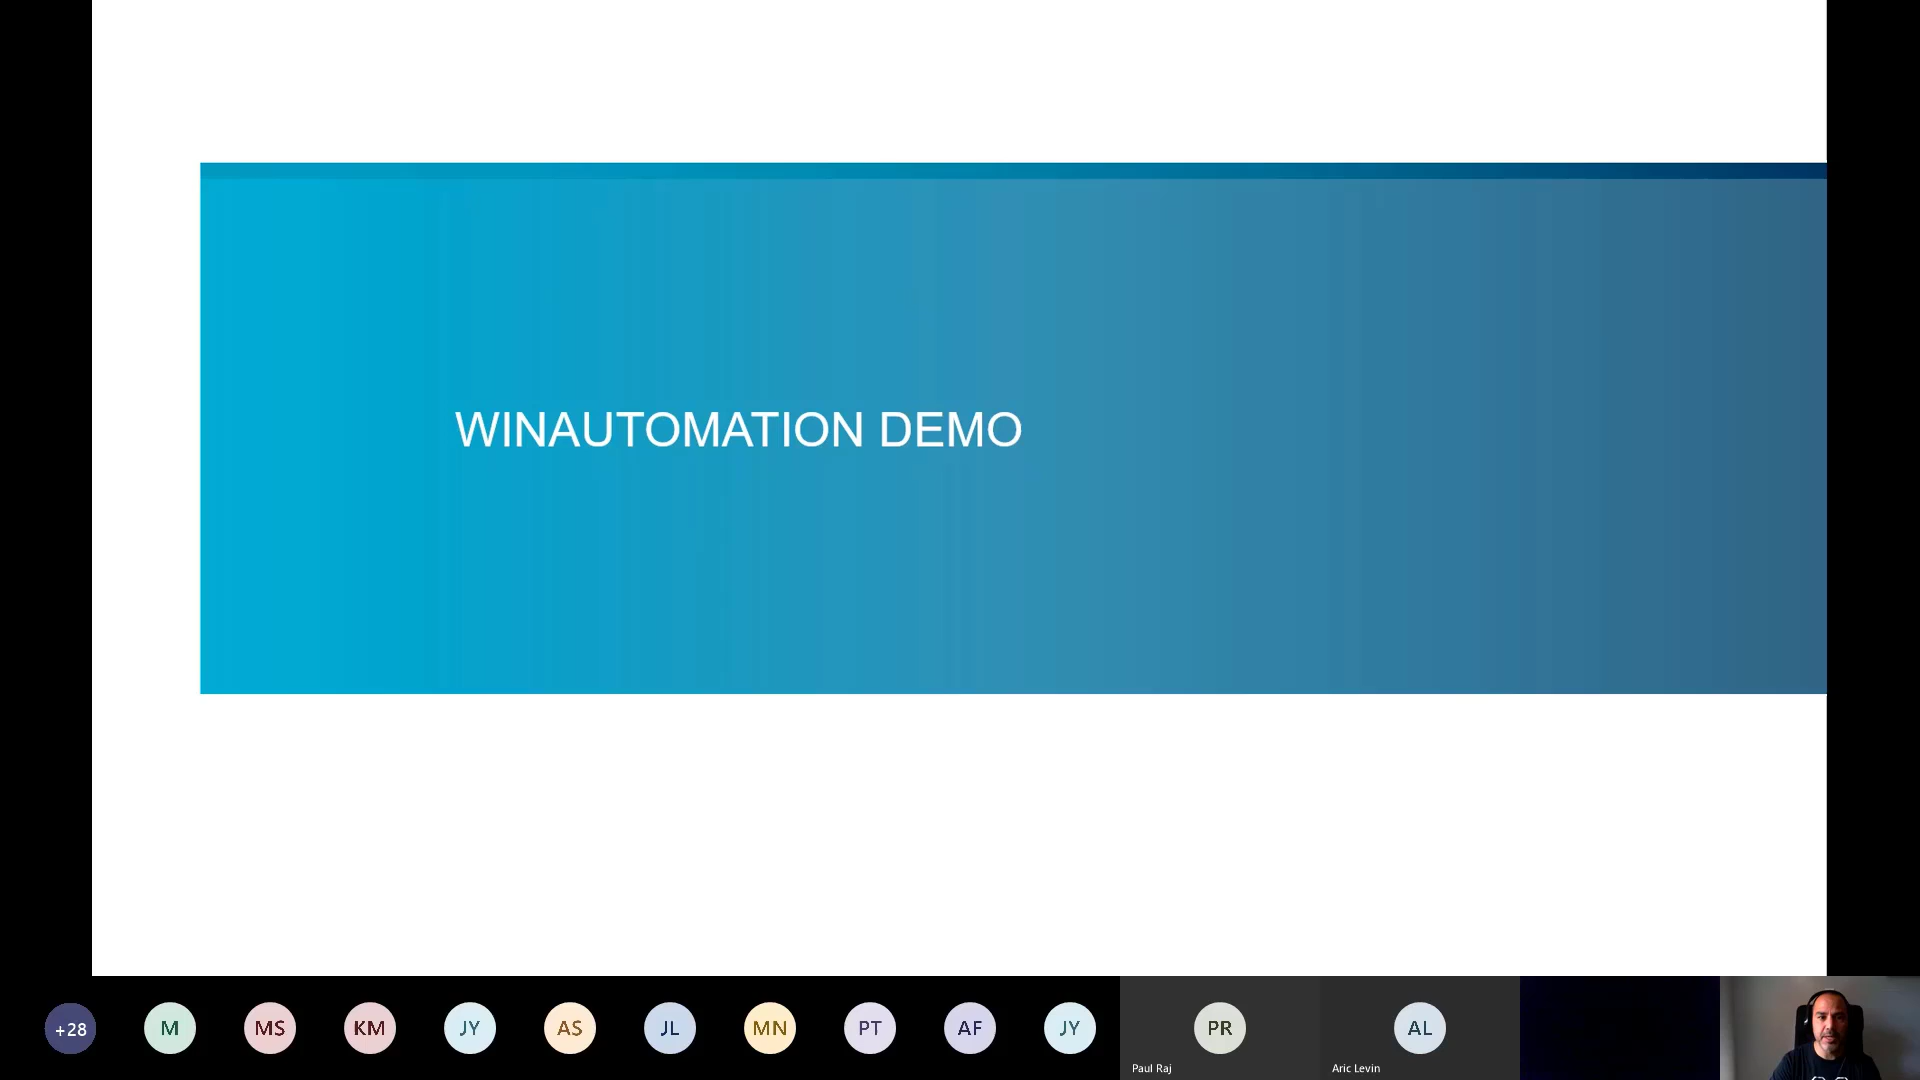 WINAUTOMATION DEMO
+28
M
MS
KM
JY
AS
JL
MN
PT
AF
JY
PR
AL
Paul Raj
Aric Levin